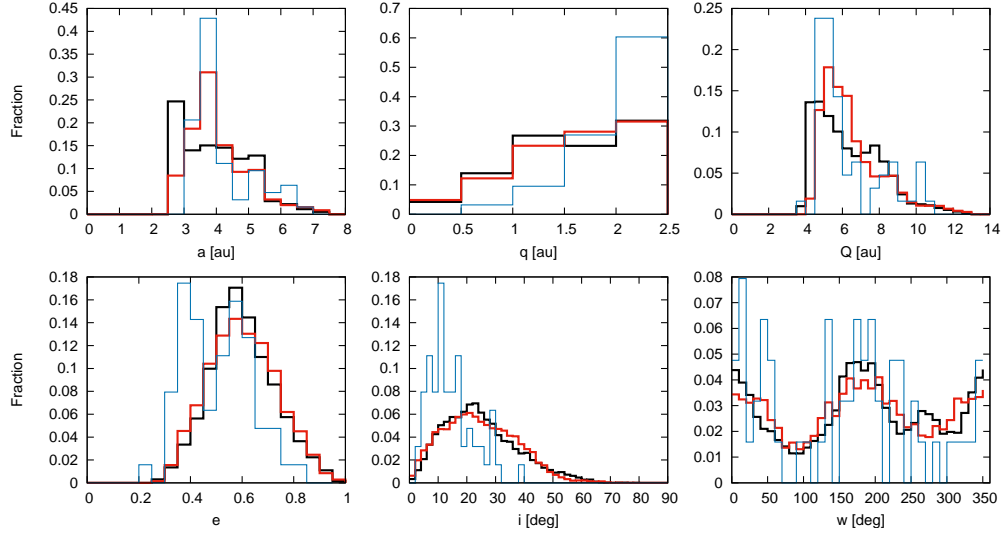 Fraction
0.45 0.4 0.35 0.3 0.25 0.2 0.15 0.1 0.05 0
0 1 2 3 4 5 6 7 8
a [au]
0.7 0.6 0.5 0.4 0.3 0.2 0.1 0
0 0.5 1 1.5 2 2.5
q [au]
0.25 0.2 0.15 0.1 0.05 0
0 2 4 6 8 10 12 14
Q [au]
Fraction
0.18 0.16 0.14 0.12 0.10 0.08 0.06 0.04 0.02 0.00
0 0.2 0.4 0.6 0.8 1
e
0.18 0.16 0.14 0.12 0.10 0.08 0.06 0.04 0.02 0.00
0 10 20 30 40 50 60 70 80 90
i [deg]
0.08 0.07 0.06 0.05 0.04 0.03 0.02 0.01 0.00
0 50 100 150 200 250 300 350
w [deg]